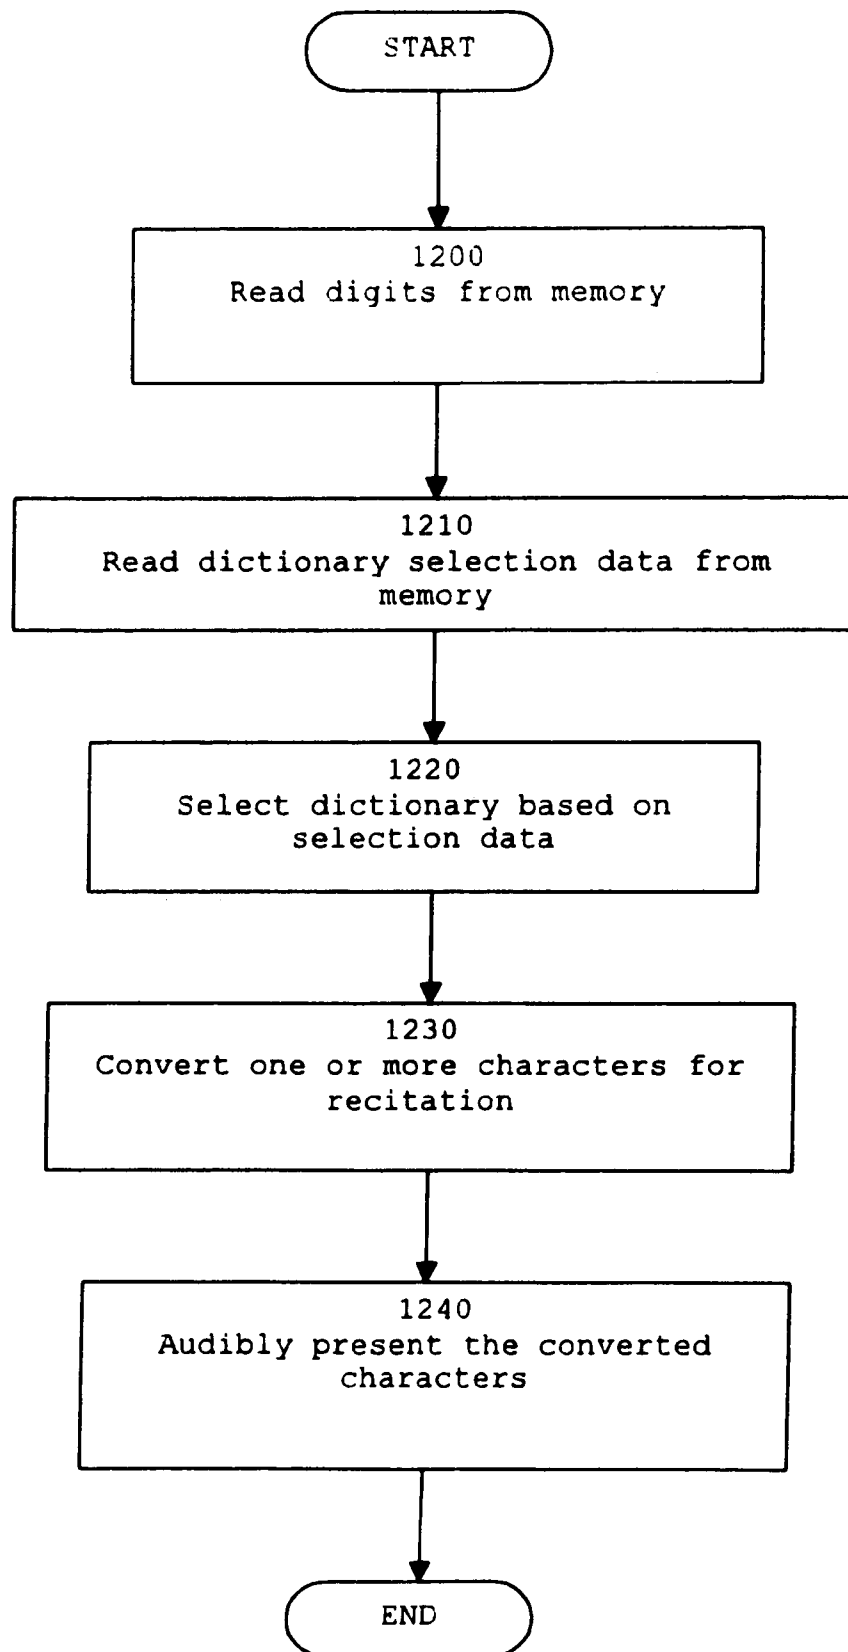 START
1200
Read digits from memory
1210
Read dictionary selection data from
memory
1220
Select dictionary based on
selection data
1230
Convert one or more characters for
recitation
1240
Audibly present the converted
characters
END